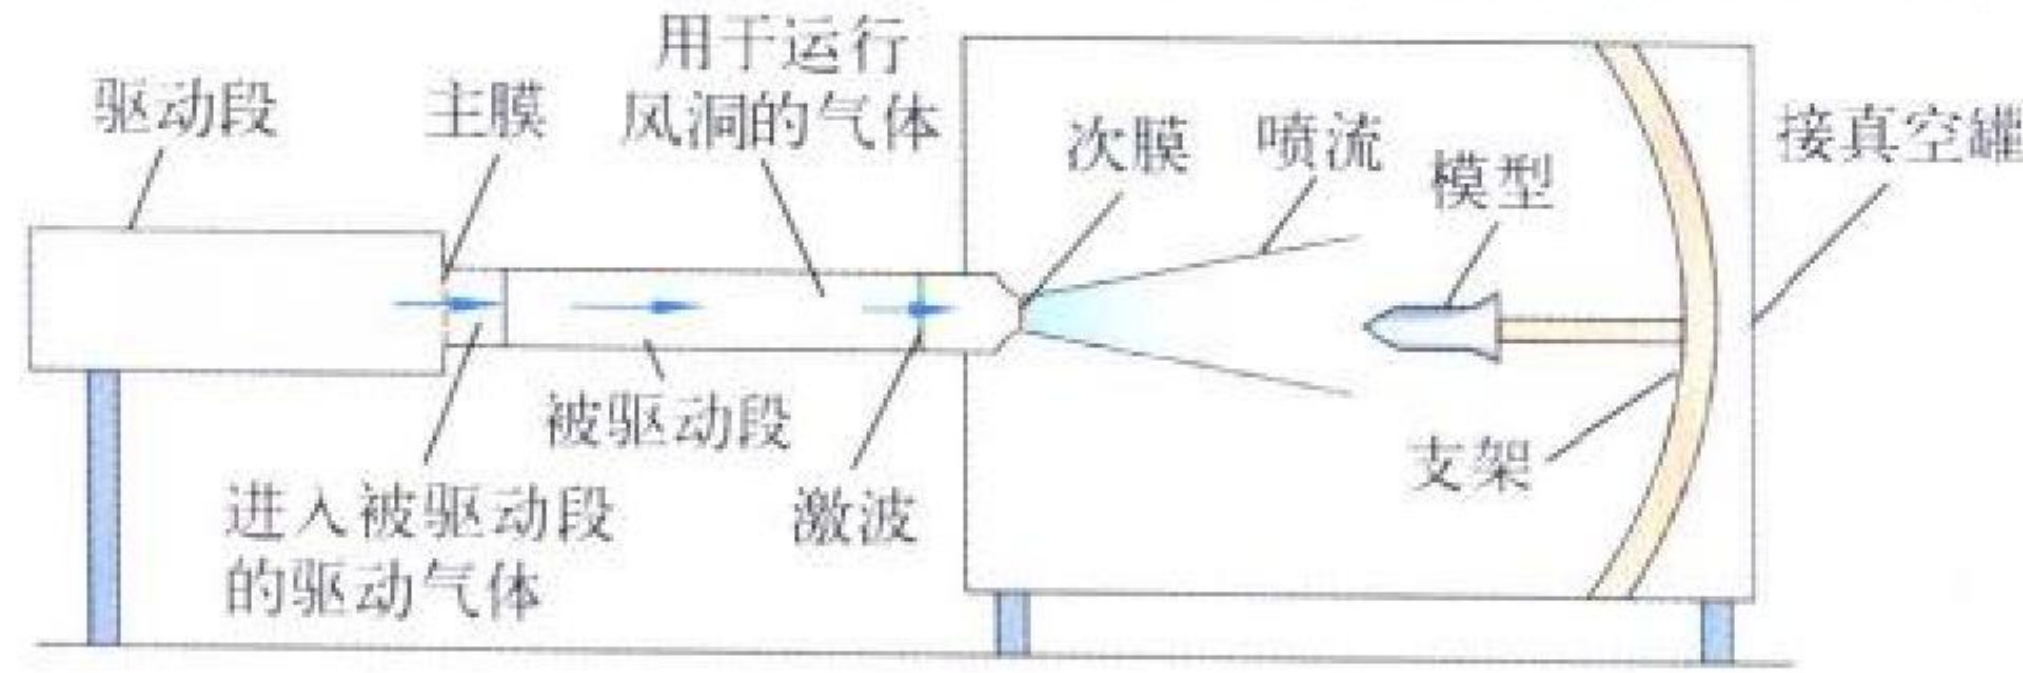 驱动段
主膜
用于运行
风洞的气体
次膜
喷流
模型
接真空罐
被驱动段
进入被驱动段
的驱动气体
激波
支架